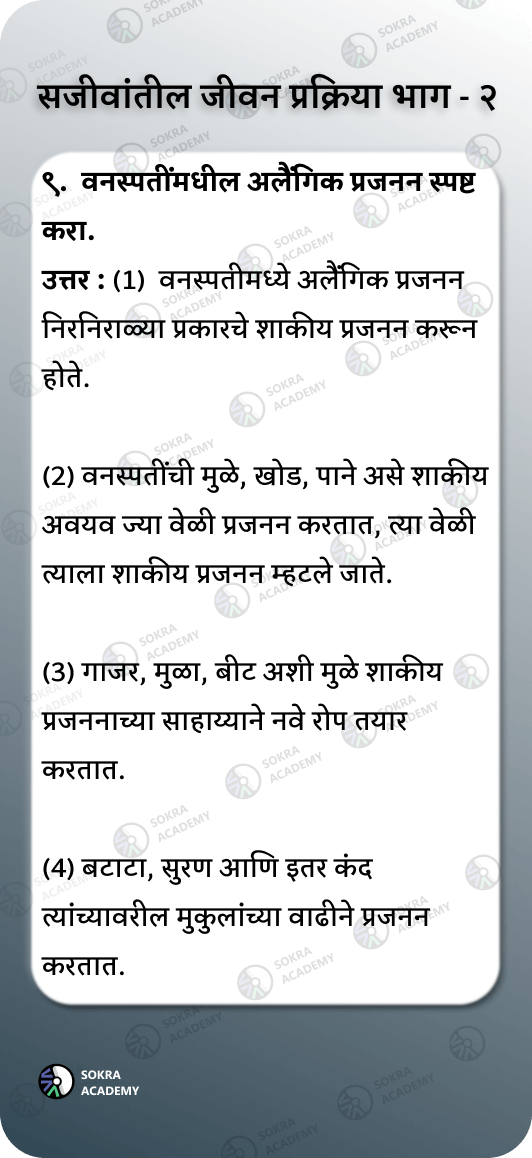 सजीवांतील जीवन प्रक्रिया भाग - २
९. वनस्पतींमधील अलैंगिक प्रजनन स्पष्ट
करा.
उत्तर : (1) वनस्पतीमध्ये अलैंगिक प्रजनन
निरनिराळ्या प्रकारचे शाकीय प्रजनन करून
होते.
(2) वनस्पतींची मुळे, खोड, पाने असे शाकीय
अवयव ज्या वेळी प्रजनन करतात, त्या वेळी
त्याला शाकीय प्रजनन म्हटले जाते.
(3) गाजर, मुळा, बीट अशी मुळे शाकीय
प्रजननाच्या साहाय्याने नवे रोप तयार
करतात.
(4) बटाटा, सुरण आणि इतर कंद
त्यांच्यावरील मुकुलांच्या वाढीने प्रजनन
करतात.
SOKRA
ACADEMY